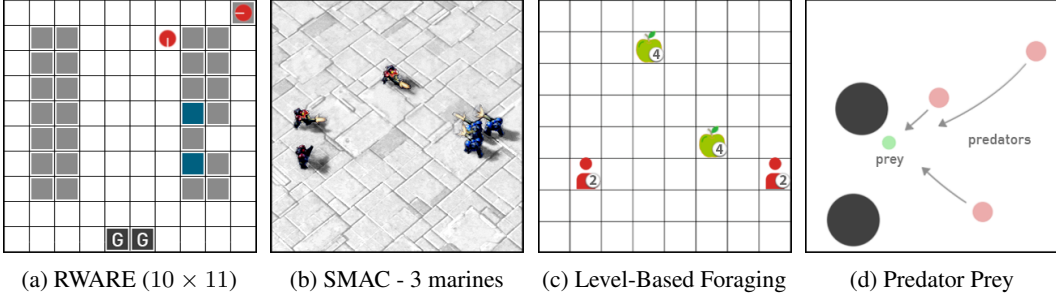 G G
4
4
2 2
predators
prey
(a) RWARE (10 × 11) (b) SMAC - 3 marines (c) Level-Based Foraging (d) Predator Prey